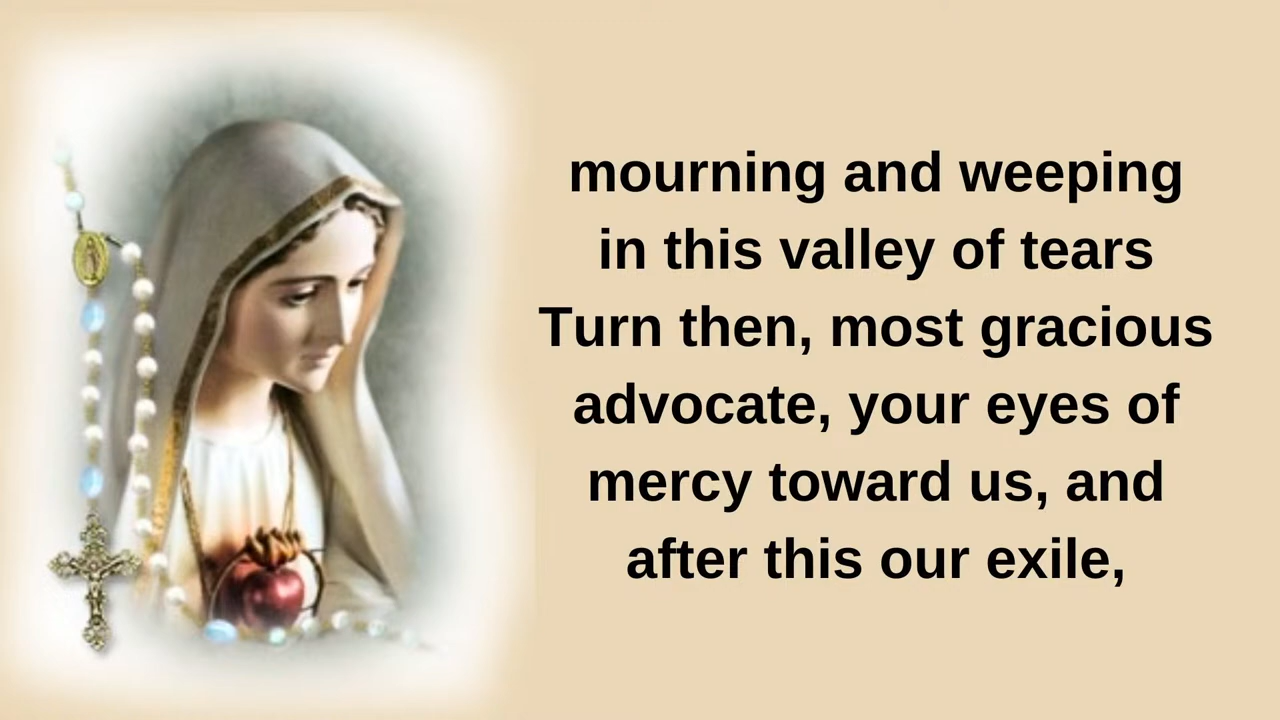 mourning and weeping
in this valley of tears
Turn then, most gracious
advocate, your eyes of
mercy toward us, and
after this our exile,